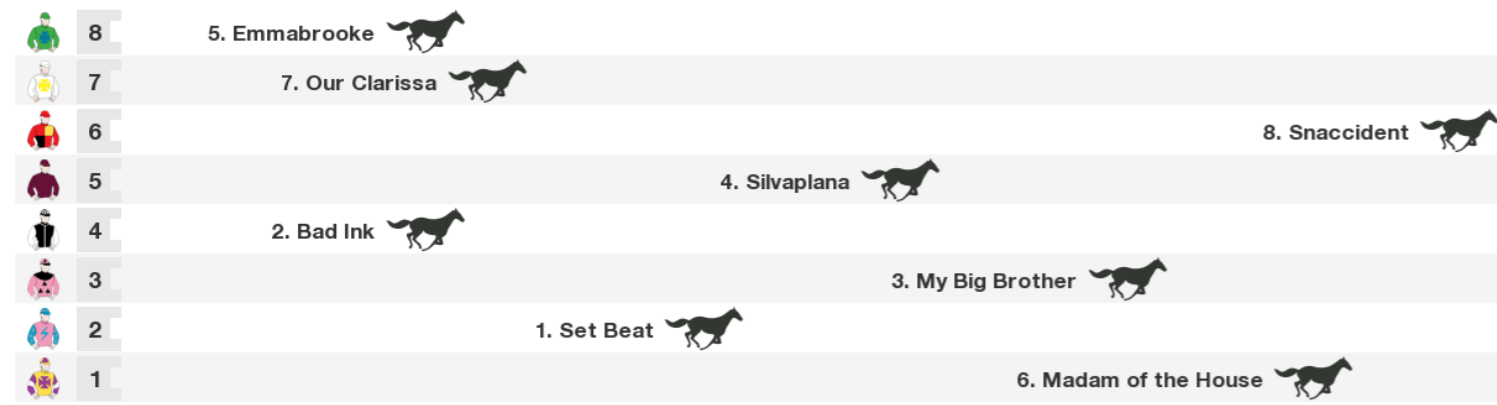 8 5. Emmabrooke
7 7. Our Clarissa
6 8. Snaccident
5 4. Silvaplana
4 2. Bad Ink
3 3. My Big Brother
2 1. Set Beat
1 6. Madam of the House